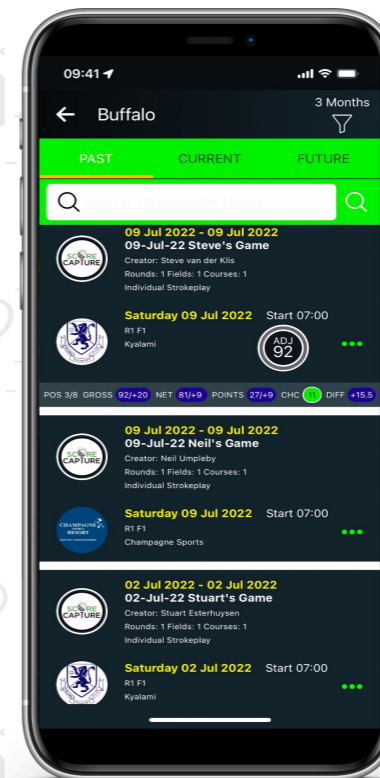 09:41
3 Months
Buffalo
PAST CURRENT FUTURE
09 Jul 2022 - 09 Jul 2022
09-Jul-22 Steve's Game
SCORE
CAPTURE
Creator: Steve van der Klis
Rounds: 1 Fields: 1 Courses: 1
Individual Strokeplay
Saturday 09 Jul 2022 Start 07:00
R1 F1
Kyalami
ADJ
92
POS 3/8 GROSS 92/+20 NET 81/+9 POINTS 27/+9 CHC 11 DIFF +15.5
09 Jul 2022 - 09 Jul 2022
09-Jul-22 Neil's Game
SCORE
CAPTURE
Creator: Neil Umpleby
Rounds: 1 Fields: 1 Courses: 1
Individual Strokeplay
Saturday 09 Jul 2022 Start 07:00
R1 F1
Champagne Sports
CHAMPAGNE
SPORTS
RESORT
02 Jul 2022 - 02 Jul 2022
02-Jul-22 Stuart's Game
SCORE
CAPTURE
Creator: Stuart Esterhuysen
Rounds: 1 Fields: 1 Courses: 1
Individual Strokeplay
Saturday 02 Jul 2022 Start 07:00
R1 F1
Kyalami